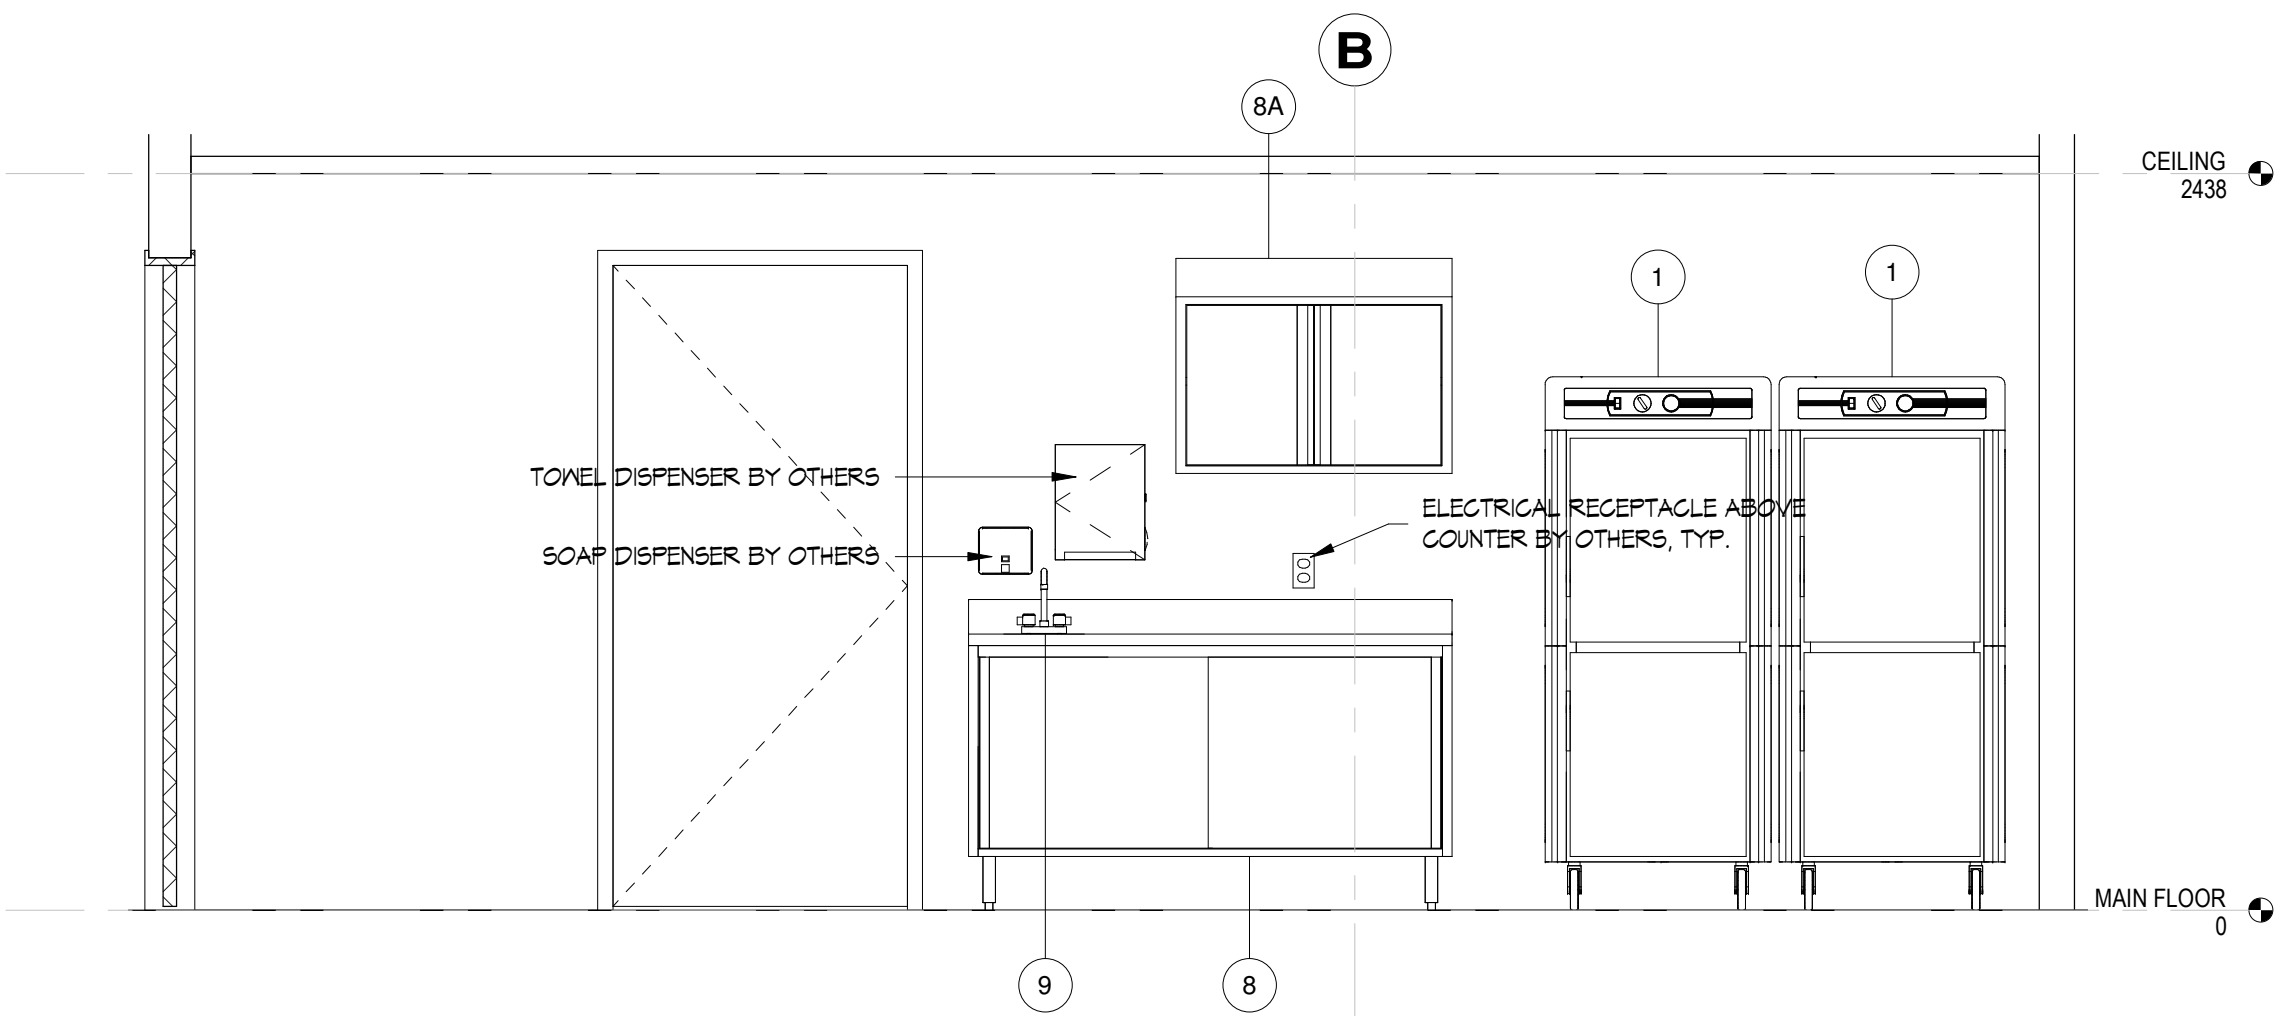 B
8A
CEILING
2438
1
1
TOWEL DISPENSER BY OTHERS
ELECTRICAL RECEPTACLE ABOVE
COUNTER BY OTHERS, TYP.
SOAP DISPENSER BY OTHERS
MAIN FLOOR
0
9
8